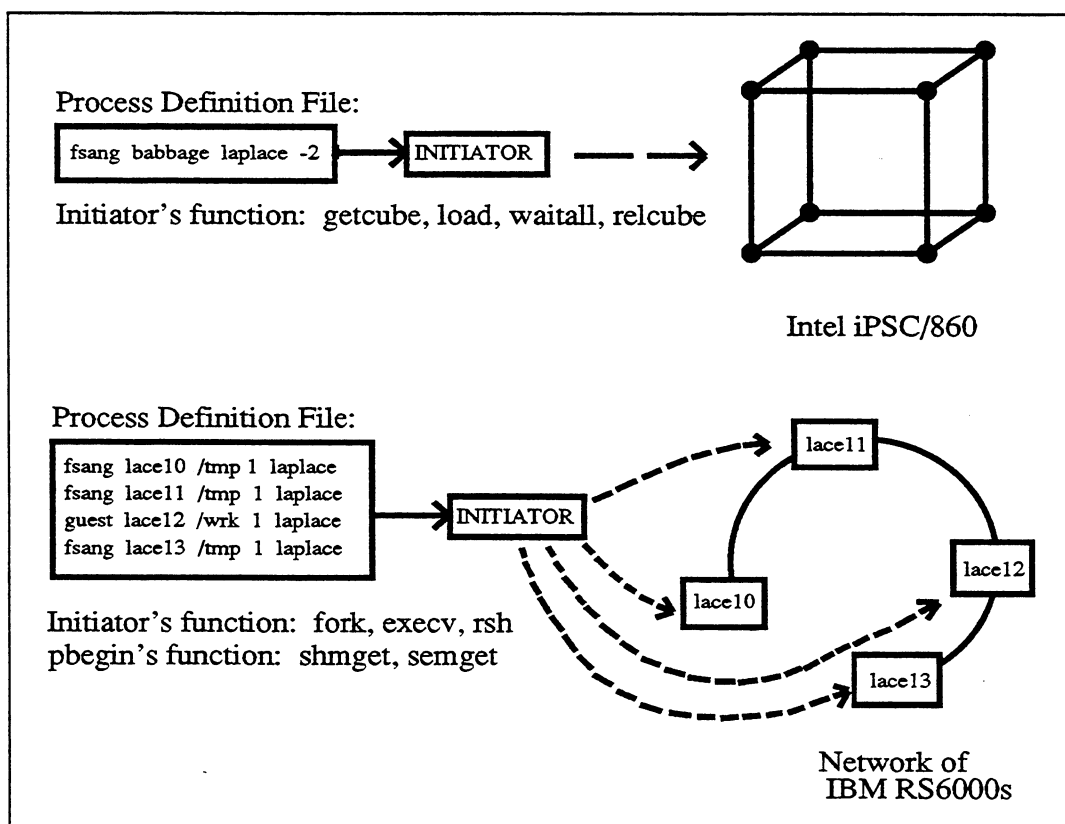 Process Definition File:
fsang babbage laplace -2
INITIATOR
Initiator's function: getcube, load, waitall, relcube
Intel iPSC/860
Process Definition File:
fsang lace10 /tmp 1 laplace
fsang lace11 /tmp 1 laplace
guest lace12 /wrk 1 laplace
fsang lace13 /tmp 1 laplace
INITIATOR
lace11
lace12
lace10
lace13
Initiator's function: fork, execv, rsh
pbegin's function: shmget, semget
Network of
IBM RS6000s